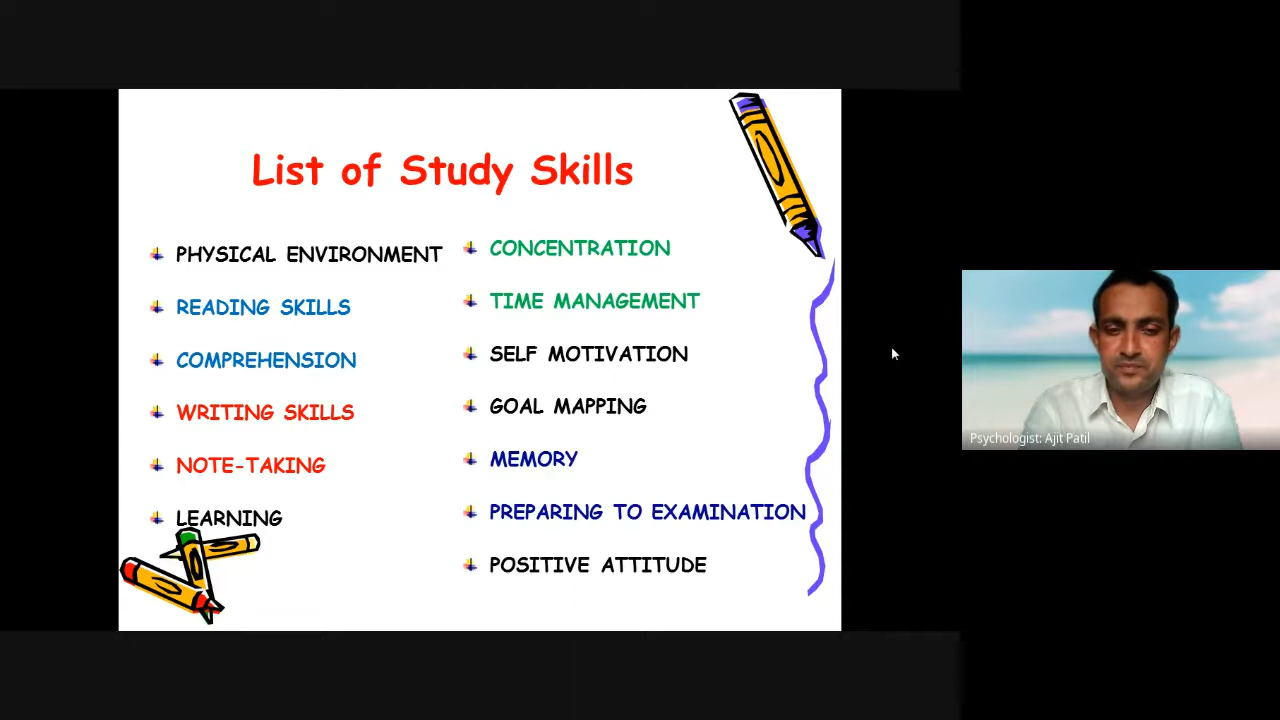 List of Study Skills
PHYSICAL ENVIRONMENT
READING SKILLS
COMPREHENSION
WRITING SKILLS
NOTE-TAKING
LEARNING
CONCENTRATION
TIME MANAGEMENT
SELF MOTIVATION
GOAL MAPPING
MEMORY
PREPARING TO EXAMINATION
POSITIVE ATTITUDE
Psychologist: Ajit Patil